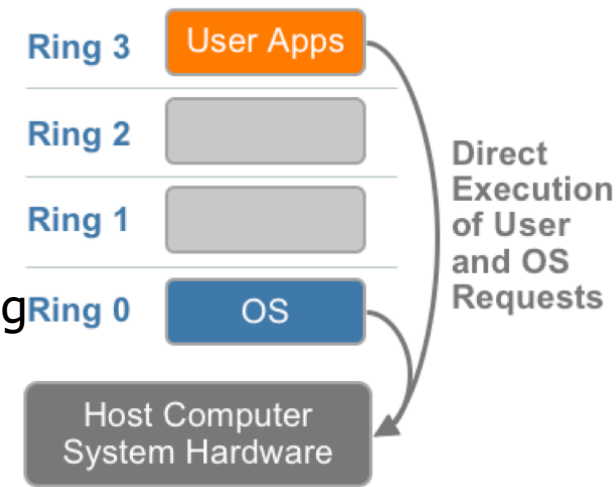 Ring 3
User Apps
Ring 2
Ring 1
Direct
Execution
of User
and OS
Requests
g
Ring 0
OS
Host Computer
System Hardware